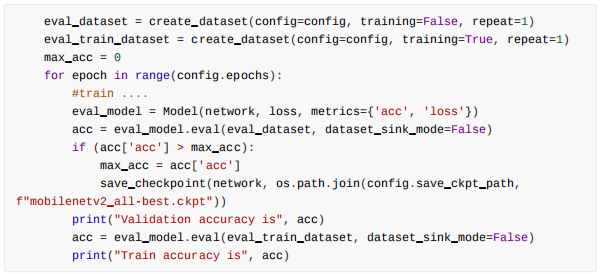 eval_dataset = create_dataset(config=config, training=False, repeat=1)
eval_train_dataset = create_dataset(config=config, training=True, repeat=1)
max_acc = 0
for epoch in range(config.epochs):
#train ....
eval_model = Model(network, loss, metrics={'acc', 'loss'})
acc = eval_model.eval(eval_dataset, dataset_sink_mode=False)
if (acc['acc'] > max_acc):
max_acc = acc['acc']
save_checkpoint(network, os.path.join(config.save_ckpt_path,
f"mobilenetv2_all-best.ckpt"))
print("Validation accuracy is", acc)
acc = eval_model.eval(eval_train_dataset, dataset_sink_mode=False)
print("Train accuracy is", acc)